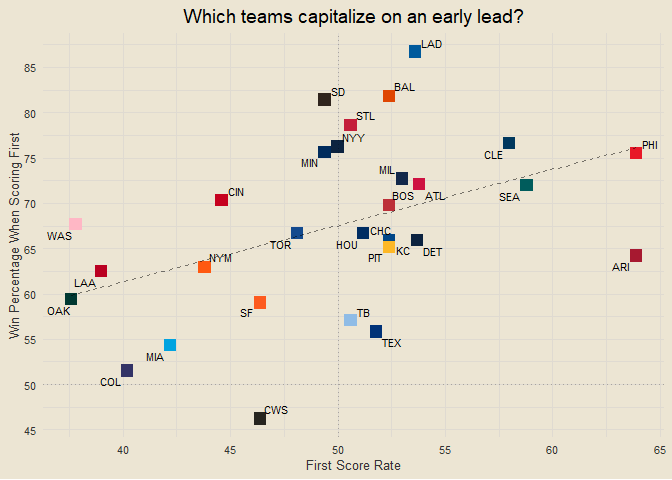 Which teams capitalize on an early lead?
LAD
85
BAL
SD
80
STL
NYY
PHI
MIN
CLE
75
MIL
CIN
BOS
ATL
SEA
70
WAS
TOR
HOU
CHC
KC
DET
65
PIT
NYM
ARI
LAA
60
OAK
SF
TB
55
MIA
TEX
COL
50
CWS
45
Win Percentage When Scoring First
40
45
50
55
60
65
First Score Rate